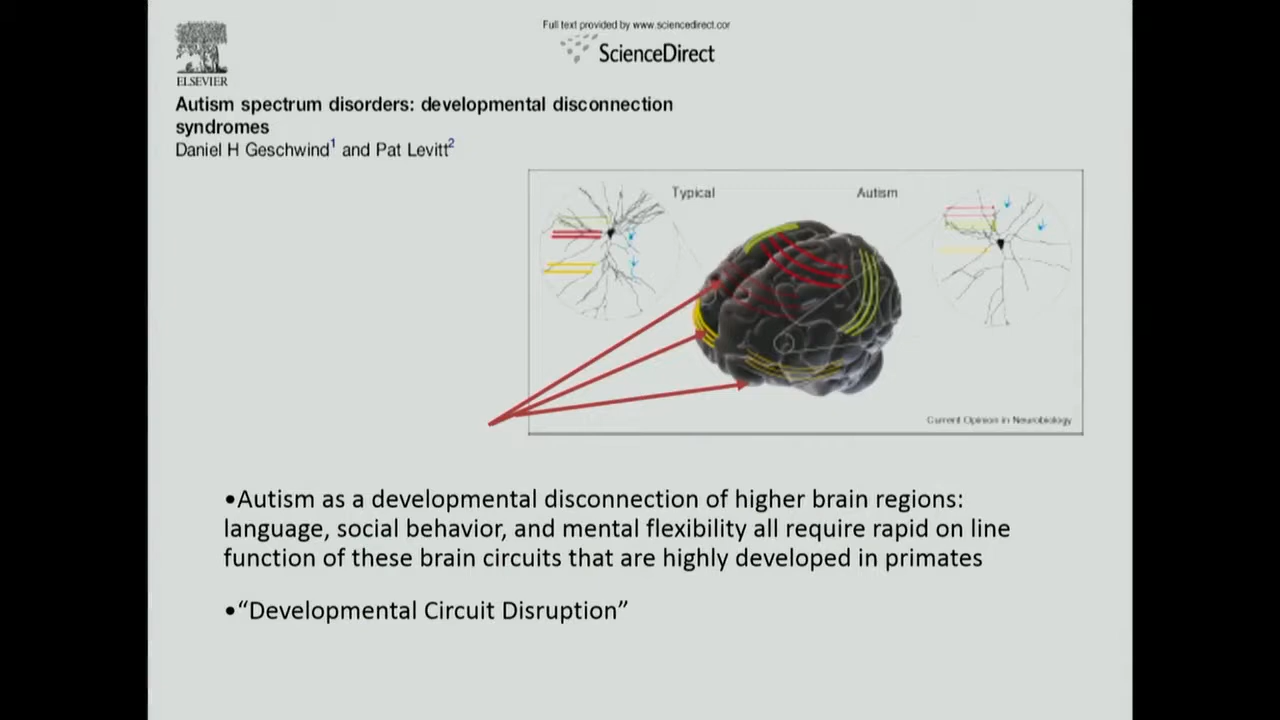 Full text provided by www.sciencedirect.cor
ScienceDirect
ELSEVIER
Autism spectrum disorders: developmental disconnection
syndromes
Daniel H Geschwind1 and Pat Levitt2
Typical
Autism
Current Opinion in Neurobiology
•Autism as a developmental disconnection of higher brain regions:
language, social behavior, and mental flexibility all require rapid on line
function of these brain circuits that are highly developed in primates
•“Developmental Circuit Disruption”